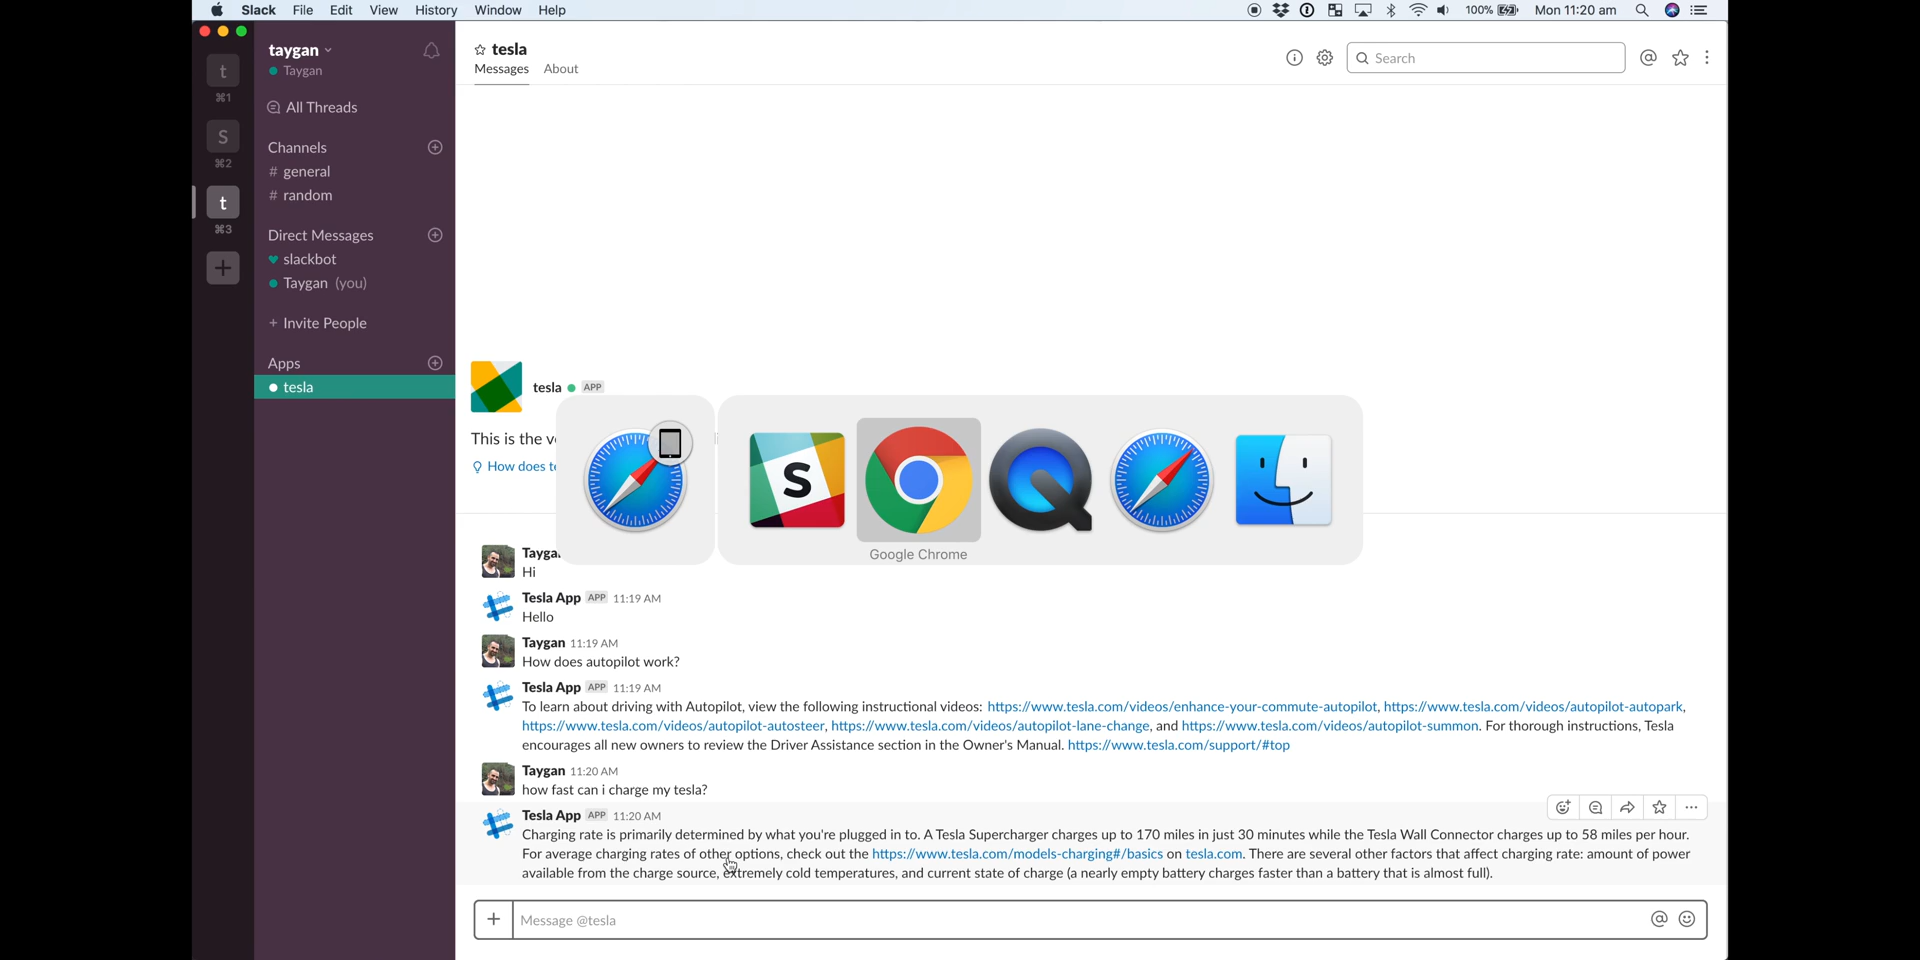 Slack File Edit View History Window Help
100% Mon 11:20 am
taygan
Taygan
t
⌘1
S
⌘2
t
⌘3
+
All Threads
Channels
# general
# random
Direct Messages
slackbot
Taygan (you)
+ Invite People
Apps
tesla
tesla
Messages About
Search
tesla APP
This is the v
How does te
S
Google Chrome
Tayga
Hi
Tesla App APP 11:19 AM
Hello
Taygan 11:19 AM
How does autopilot work?
Tesla App APP 11:19 AM
To learn about driving with Autopilot, view the following instructional videos: https://www.tesla.com/videos/enhance-your-commute-autopilot, https://www.tesla.com/videos/autopilot-autopark,
https://www.tesla.com/videos/autopilot-autosteer, https://www.tesla.com/videos/autopilot-lane-change, and https://www.tesla.com/videos/autopilot-summon. For thorough instructions, Tesla
encourages all new owners to review the Driver Assistance section in the Owner's Manual. https://www.tesla.com/support/#top
Taygan 11:20 AM
how fast can i charge my tesla?
Tesla App APP 11:20 AM
Charging rate is primarily determined by what you're plugged in to. A Tesla Supercharger charges up to 170 miles in just 30 minutes while the Tesla Wall Connector charges up to 58 miles per hour.
For average charging rates of other options, check out the https://www.tesla.com/models-charging#/basics on tesla.com. There are several other factors that affect charging rate: amount of power
available from the charge source, extremely cold temperatures, and current state of charge (a nearly empty battery charges faster than a battery that is almost full).
+ Message @tesla